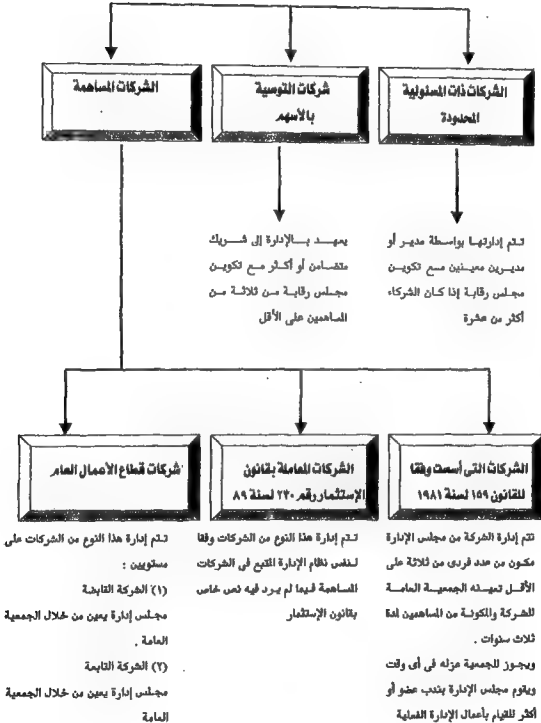 الشركات ذات المسئولية
المحدودة
شركات التوسية
بالأسهم
الشركات المساهمة
تتم إدارتها بواسطة مدير أو
مديرين معينين مع تكوين
مجلس رقابة إذا كان الشركاء
أكثر من عشرة
يعهد بالإدارة إلى شريك
متضامن أو أكثر مع تكوين
مجلس رقابة من ثلاثة من
المساهمين على الأقل
الشركات التى أسست وفقا
للقانون ١٥٩ لسنة ١٩٨١
الشركات المعاملة بقانون
الإستثمار رقم ٢٣٠ لسنة ٨٩
شركات قطاع الأعمال العام
تتم إدارة الشركة من مجلس الإدارة
مكون من عدد فردى من ثلاثة على
الأقل تعينه الجمعية العامة
للشركة والمكونة من المساهمين لمدة
ثلاث سنوات .
ويجوز للجمعية عزله فى أى وقت
ويقوم مجلس الإدارة بندب عضو أو
أكثر للقيام بأعمال الإدارة الفعلية
تتم إدارة هذا النوع من الشركات وفقا
لنفس نظام الإدارة المتبع فى الشركات
المساهمة فيما لم يرد فيه نص خاص
بقانون الإستثمار
تتم إدارة هذا النوع من الشركات على
مستويين :
(١) الشركة القابضة
مجلس إدارة يعين من خلال الجمعية
العامة .
(٢) الشركة التابعة
مجلس إدارة يعين من خلال الجمعية
العامة